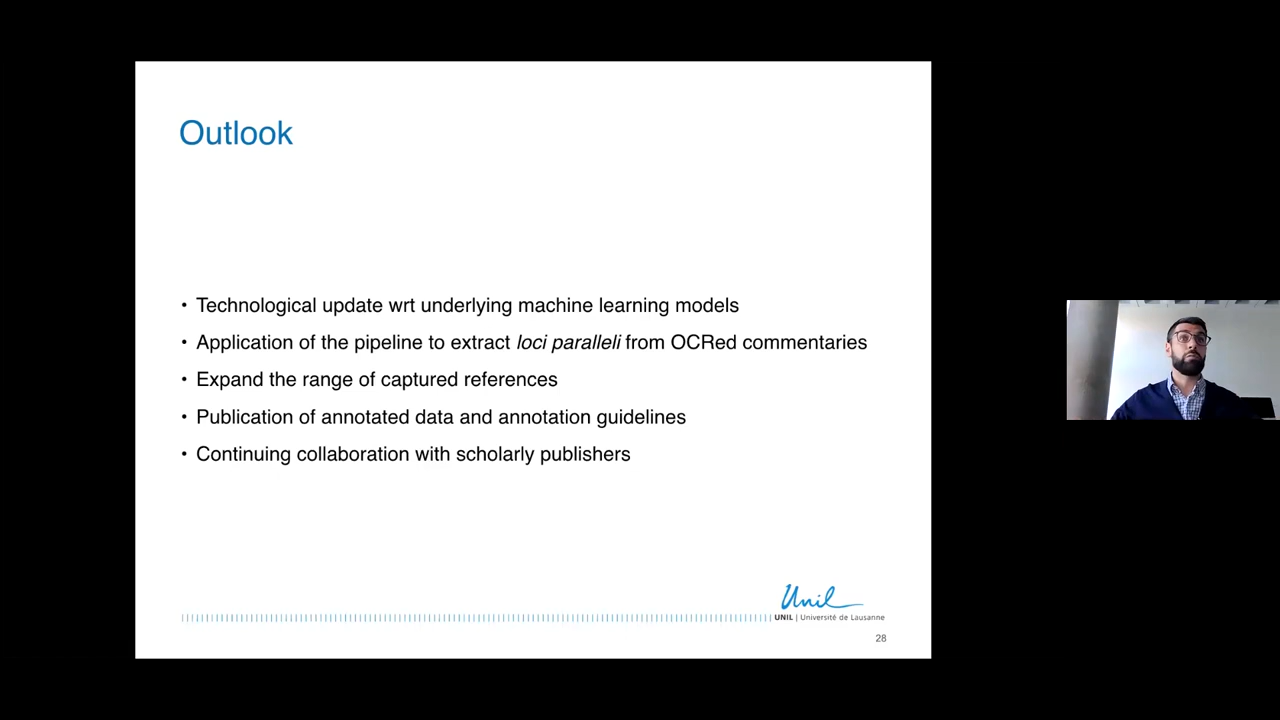 Outlook
• Technological update wrt underlying machine learning models
• Application of the pipeline to extract loci paralleli from OCRed commentaries
• Expand the range of captured references
• Publication of annotated data and annotation guidelines
• Continuing collaboration with scholarly publishers
Unil
UNIL | Université de Lausanne
28